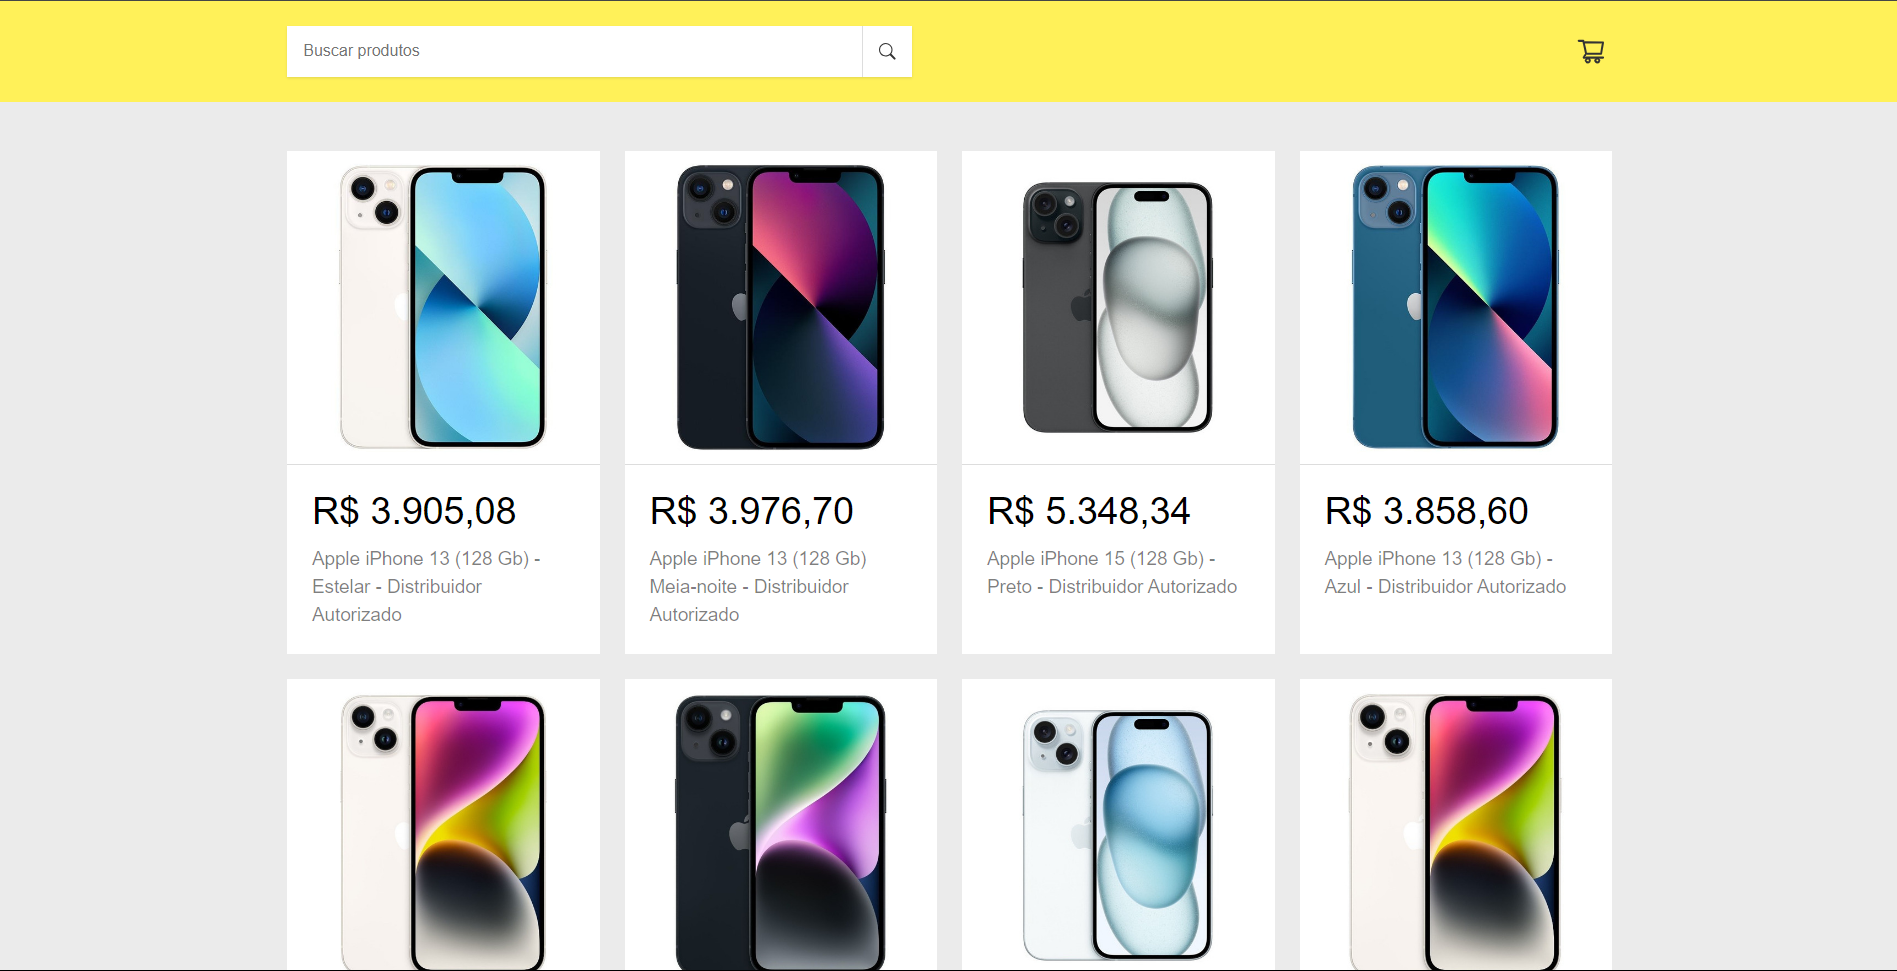 Buscar produtos
R$ 3.905,08
Apple iPhone 13 (128 Gb) -
Estelar - Distribuidor
Autorizado
R$ 3.976,70
Apple iPhone 13 (128 Gb)
Meia-noite - Distribuidor
Autorizado
R$ 5.348,34
Apple iPhone 15 (128 Gb) -
Preto - Distribuidor Autorizado
R$ 3.858,60
Apple iPhone 13 (128 Gb) -
Azul - Distribuidor Autorizado